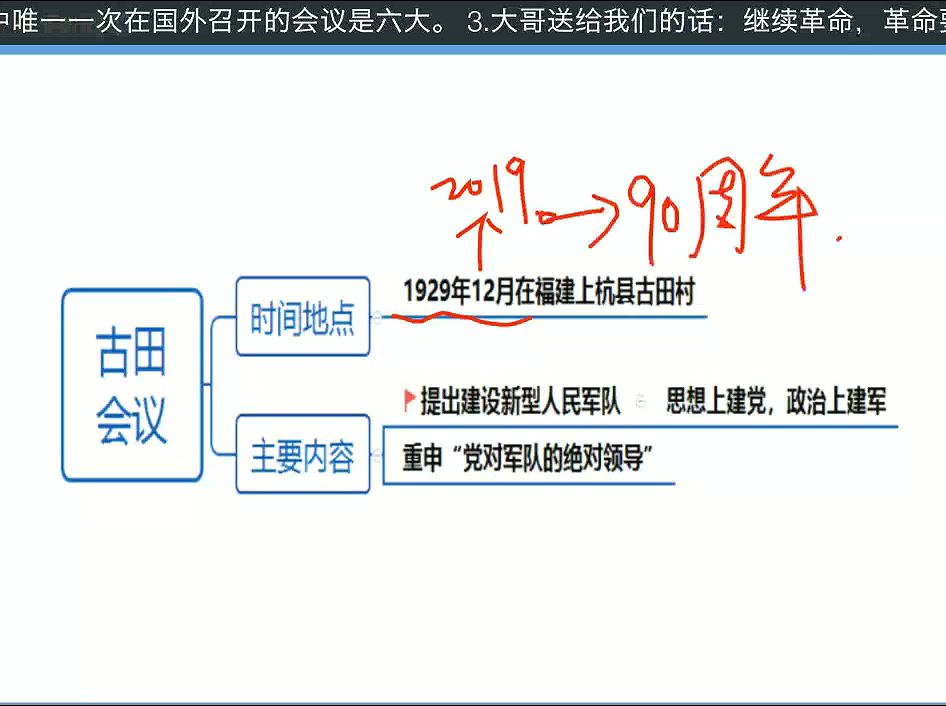 唯一一次在国外召开的会议是六大。 3.大哥送给我们的话：继续革命，革命
2019 → 90周年.
时间地点
1929年12月在福建上杭县古田村
古田
会议
提出建设新型人民军队 思想上建党，政治上建军
主要内容
重申“党对军队的绝对领导”